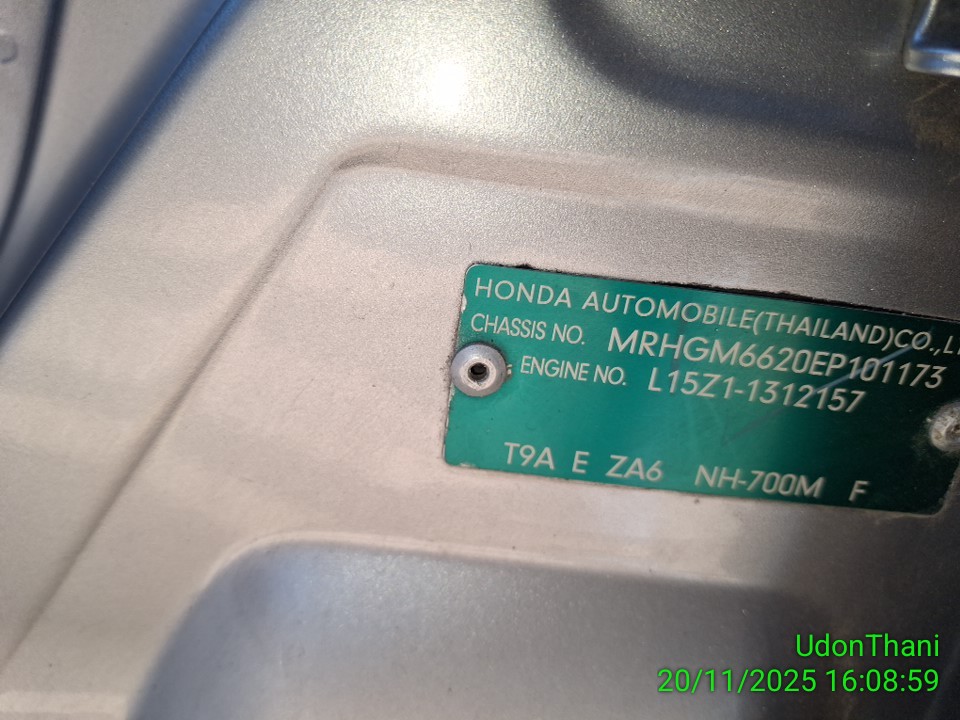 HONDA AUTOMOBILE(THAILAND)CO.,L
CHASSIS NO. MRHGM6620EP101173
ENGINE NO. L15Z1-1312157
T9A E ZA6 NH-700M F
UdonThani
20/11/2025 16:08:59